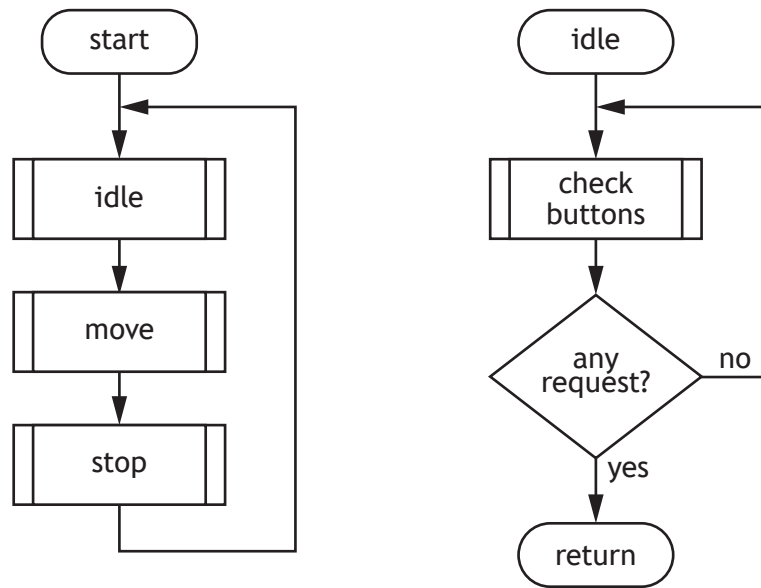 start
idle
move
stop
idle
check
buttons
any
request?
no
yes
return